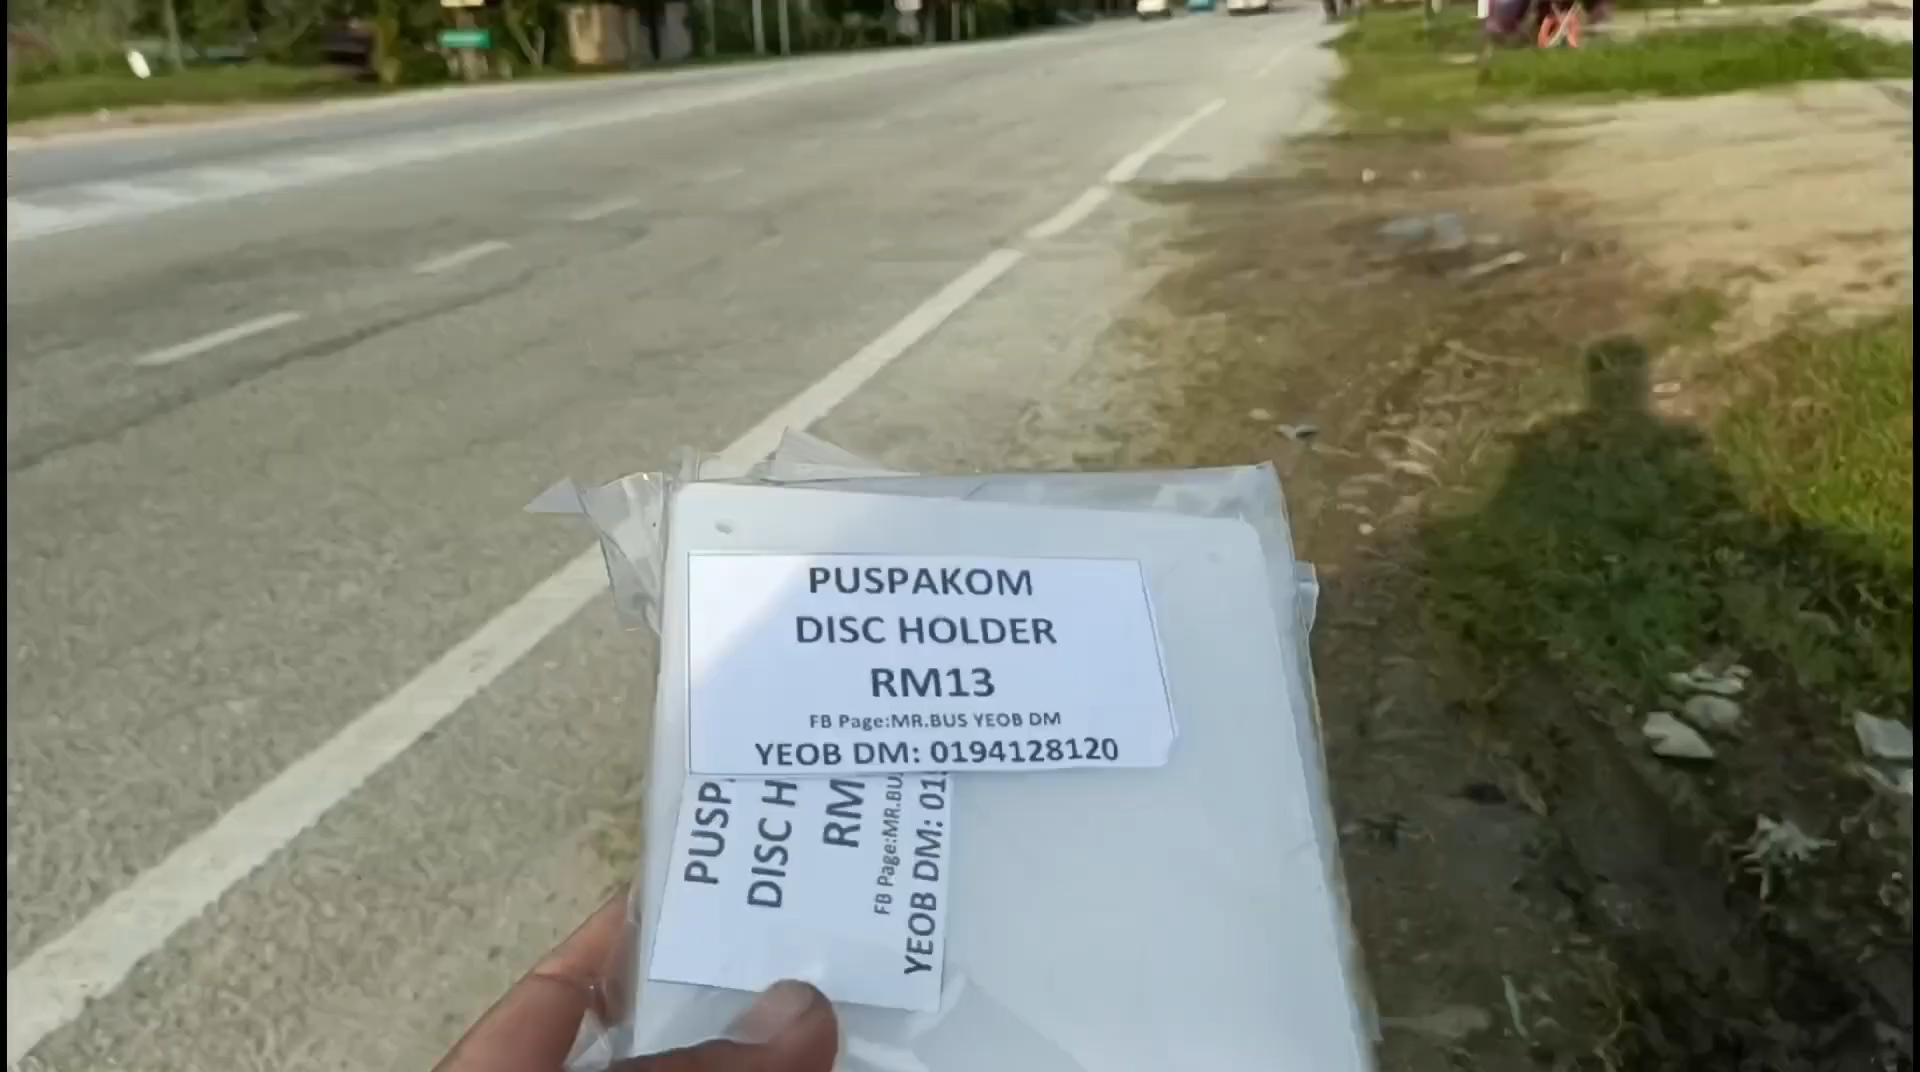 PUSPAKOM
DISC HOLDER
RM13
FB Page:MR.BUS YEOB DM
YEOB DM: 0194128120
PUSP
DISC H
RM
FB Page:MR.BU
YEOB DM: 01